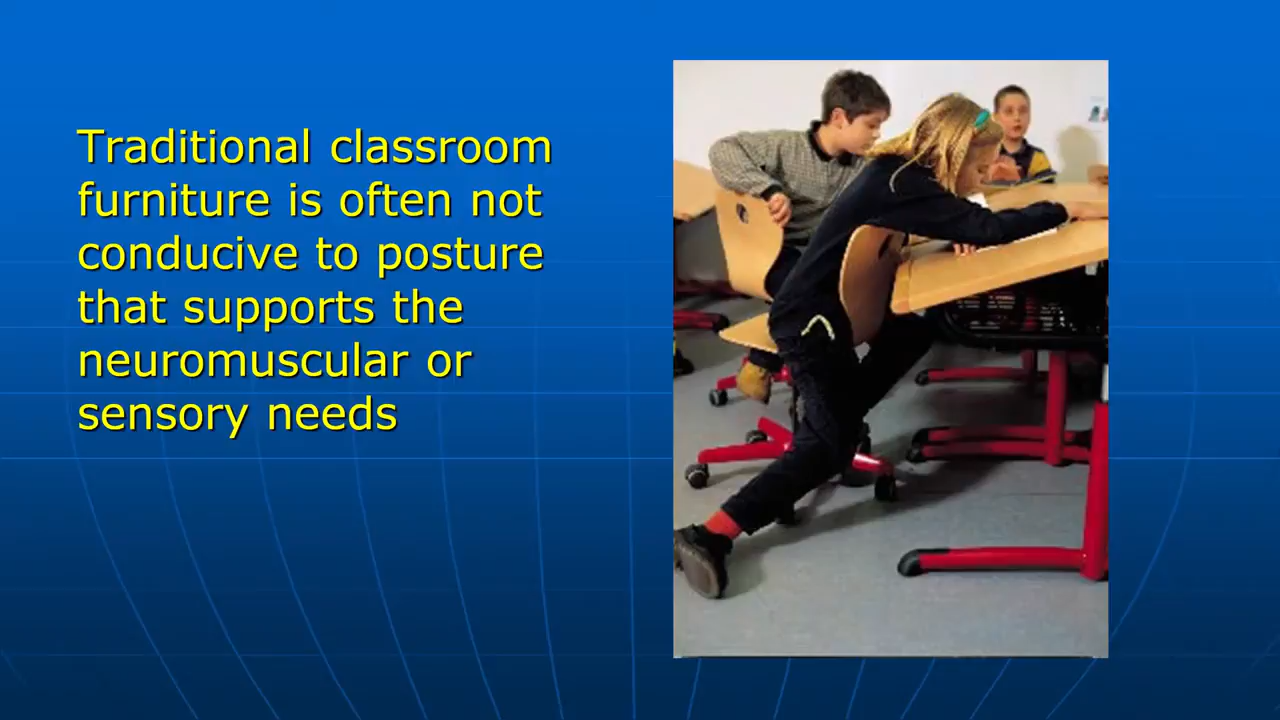 Traditional classroom
furniture is often not
conducive to posture
that supports the
neuromuscular or
sensory needs